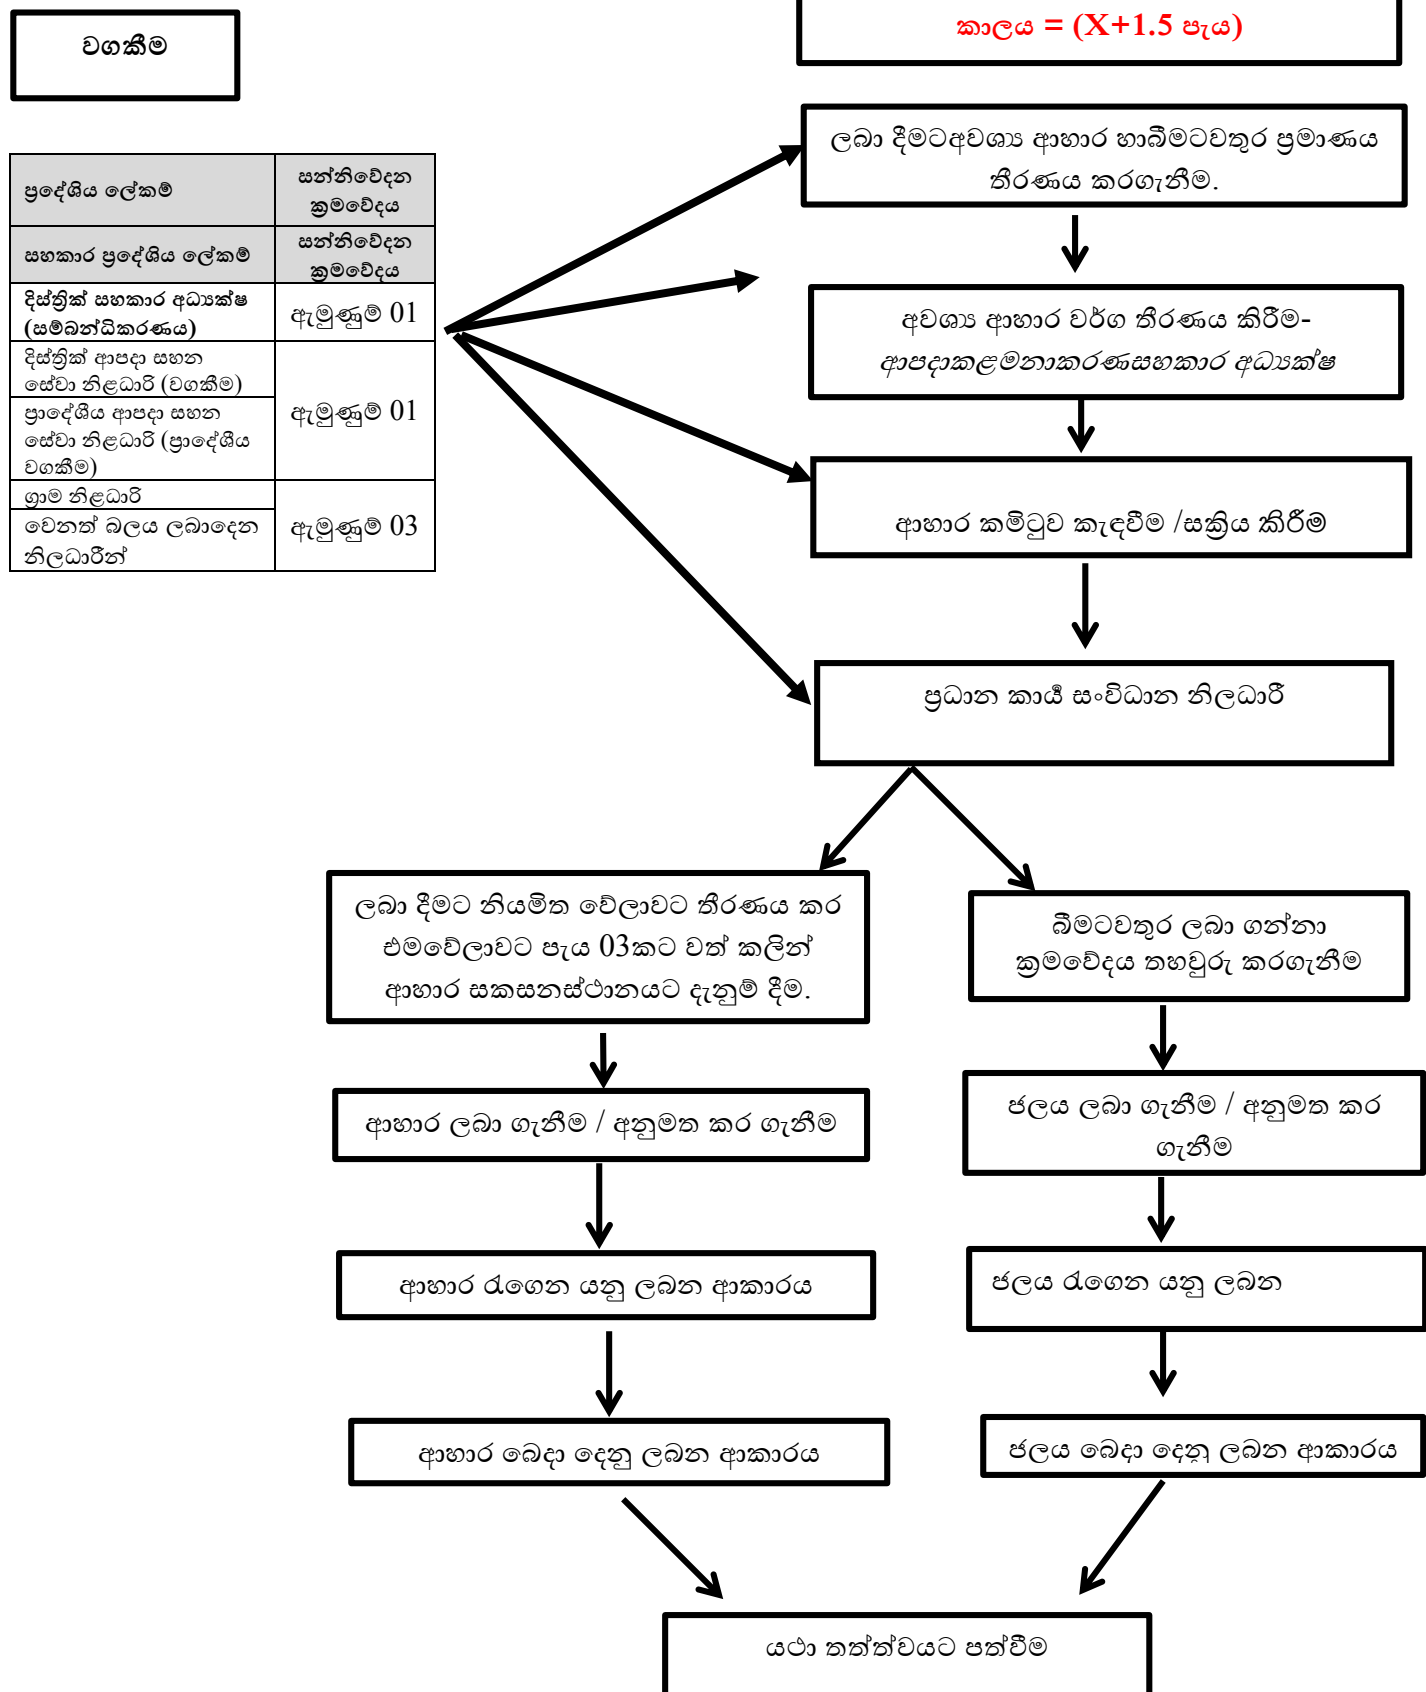 වගකීම
කාලය = (X+1.5 පැය)
ප්‍රදේශිය ලේකම්
සන්නිවේදන
ක්‍රමවේදය
සහකාර ප්‍රදේශිය ලේකම්
සන්නිවේදන
ක්‍රමවේදය
දිස්ත්‍රික් සහකාර අධ්‍යක්ෂ
(සම්බන්ධිකරණය)
ඇමුණුම් 01
දිස්ත්‍රික් ආපදා සහන
සේවා නිළධාරි (වගකීම)
ප්‍රාදේශීය ආපදා සහන
සේවා නිළධාරි (ප්‍රාදේශීය
වගකීම)
ඇමුණුම් 01
ග්‍රාම නිළධාරි
වෙනත් බලය ලබාදෙන
නිලධාරීන්
ඇමුණුම් 03
ලබා දීමටඅවශ්‍ය ආහාර හාබීමටවතුර ප්‍රමාණය
තීරණය කරගැනීම.
අවශ්‍ය ආහාර වර්ග තීරණය කිරීම-
ආපදාකළමනාකරණසහකාර අධ්‍යක්ෂ
ආහාර කමිටුව කැඳවීම /සක්‍රිය කිරීම
ප්‍රධාන කාර්‍ය සංවිධාන නිලධාරී
ලබා දීමට නියමිත වේලාවට තීරණය කර
එමවේලාවට පැය 03කට වත් කලින්
ආහාර සකසනස්ථානයට දැනුම් දීම.
ආහාර ලබා ගැනීම / අනුමත කර ගැනීම
ආහාර රැගෙන යනු ලබන ආකාරය
ආහාර බෙදා දෙනු ලබන ආකාරය
බීමටවතුර ලබා ගන්නා
ක්‍රමවේදය තහවුරු කරගැනීම
ජලය ලබා ගැනීම / අනුමත කර
ගැනීම
ජලය රැගෙන යනු ලබන
ජලය බෙදා දෙනු ලබන ආකාරය
යථා තත්ත්වයට පත්වීම